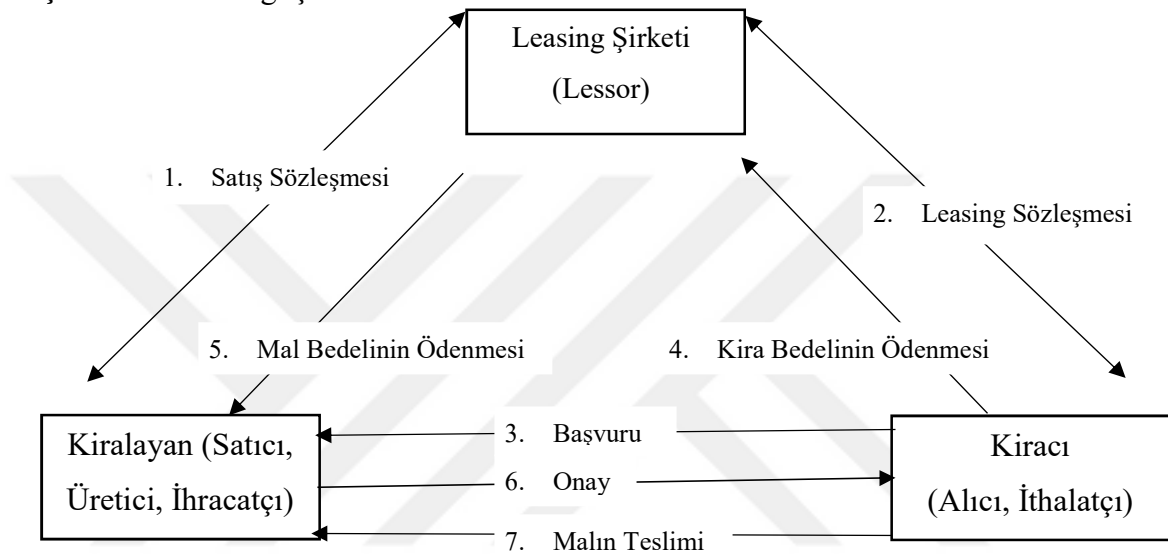 Leasing Şirketi
(Lessor)
1. Satış Sözleşmesi
2. Leasing Sözleşmesi
5. Mal Bedelinin Ödenmesi
4. Kira Bedelinin Ödenmesi
Kiralayan (Satıcı,
Üretici, İhracatçı)
3. Başvuru
6. Onay
7. Malın Teslimi
Kiracı
(Alıcı, İthalatçı)